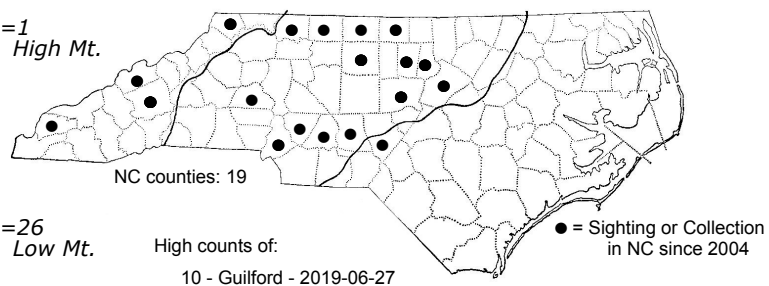 =1
High Mt.
NC counties: 19
=26
Low Mt.
High counts of:
10 - Guilford - 2019-06-27
● = Sighting or Collection
in NC since 2004